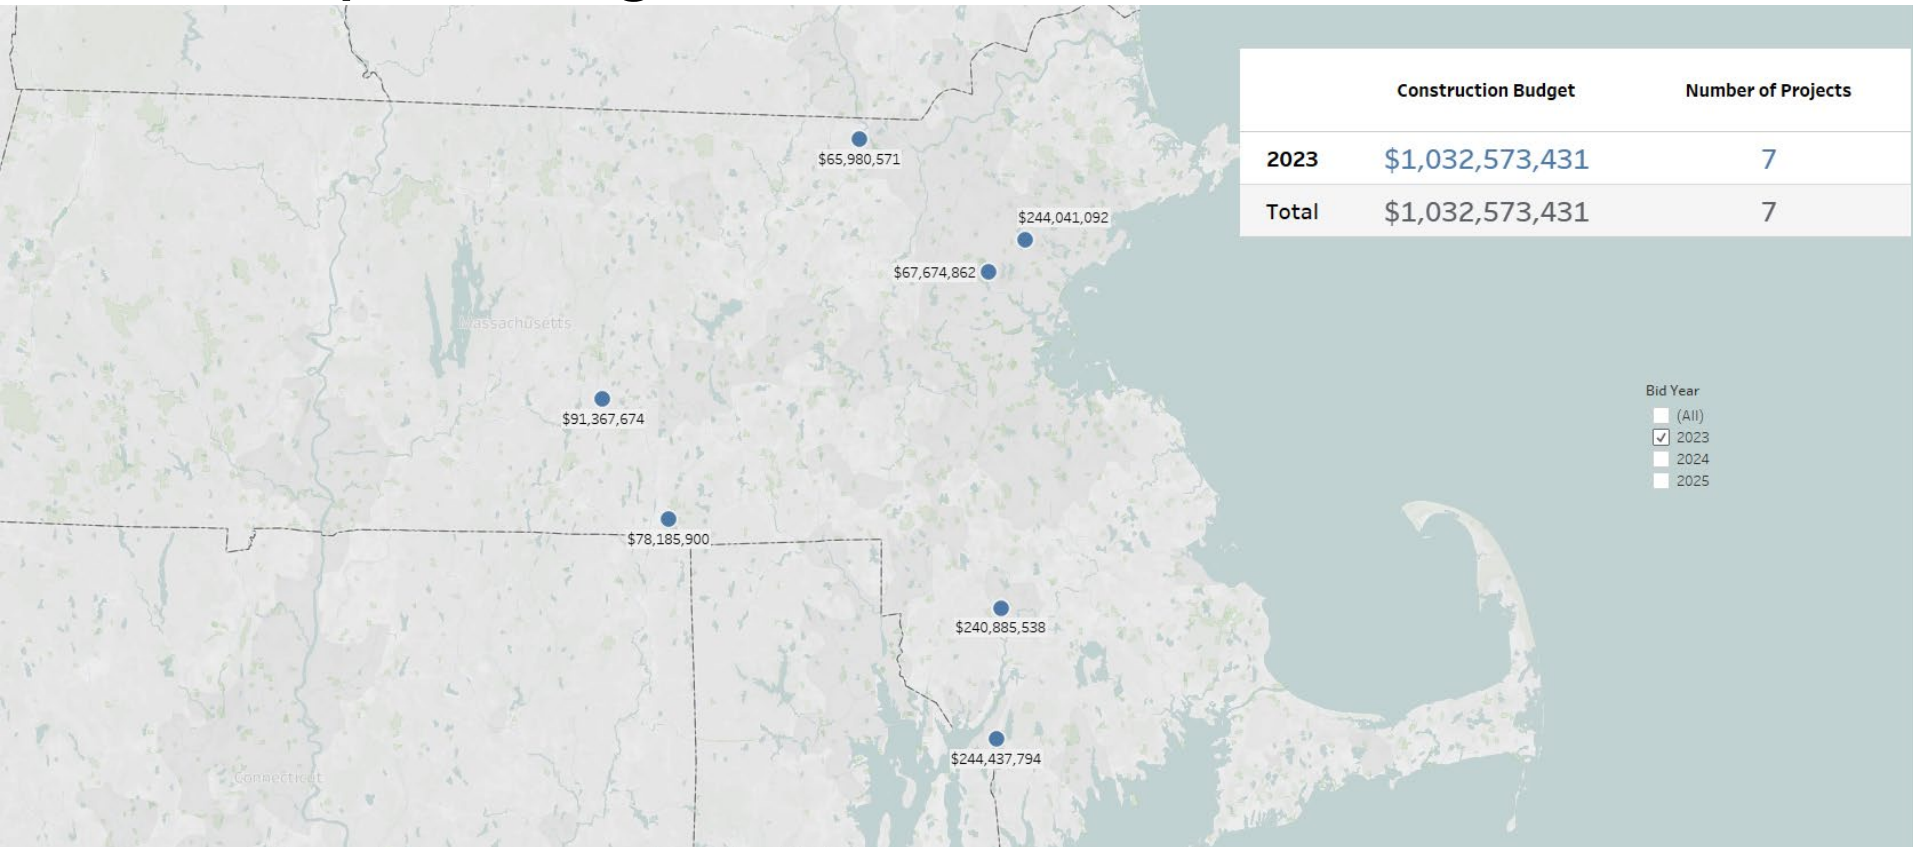 Construction Budget Number of Projects
2023 $1,032,573,431 7
Total $1,032,573,431 7
$65,980,571
$244,041,092
$67,674,862
Massachusetts
$91,367,674
$78,185,900
$240,885,538
$244,437,794
Connecticut
Bid Year
(All)
2023
2024
2025